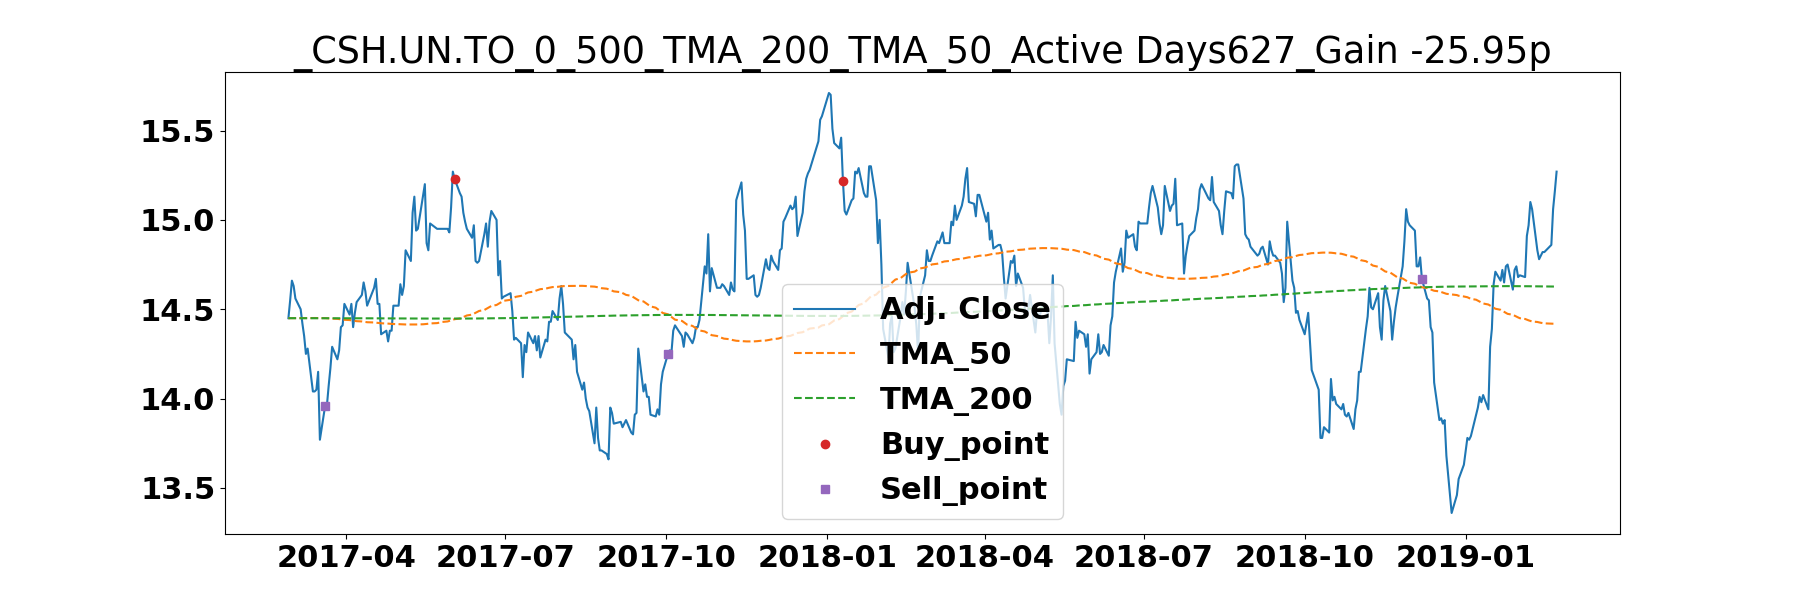 _CSH.UN.TO_0_500_TMA_200_TMA_50_Active Days627_Gain -25.95p
15.5
15.0
14.5
14.0
13.5
Adj. Close
TMA_50
TMA_200
Buy_point
Sell_point
2017-04 2017-07 2017-10 2018-01 2018-04 2018-07 2018-10 2019-01